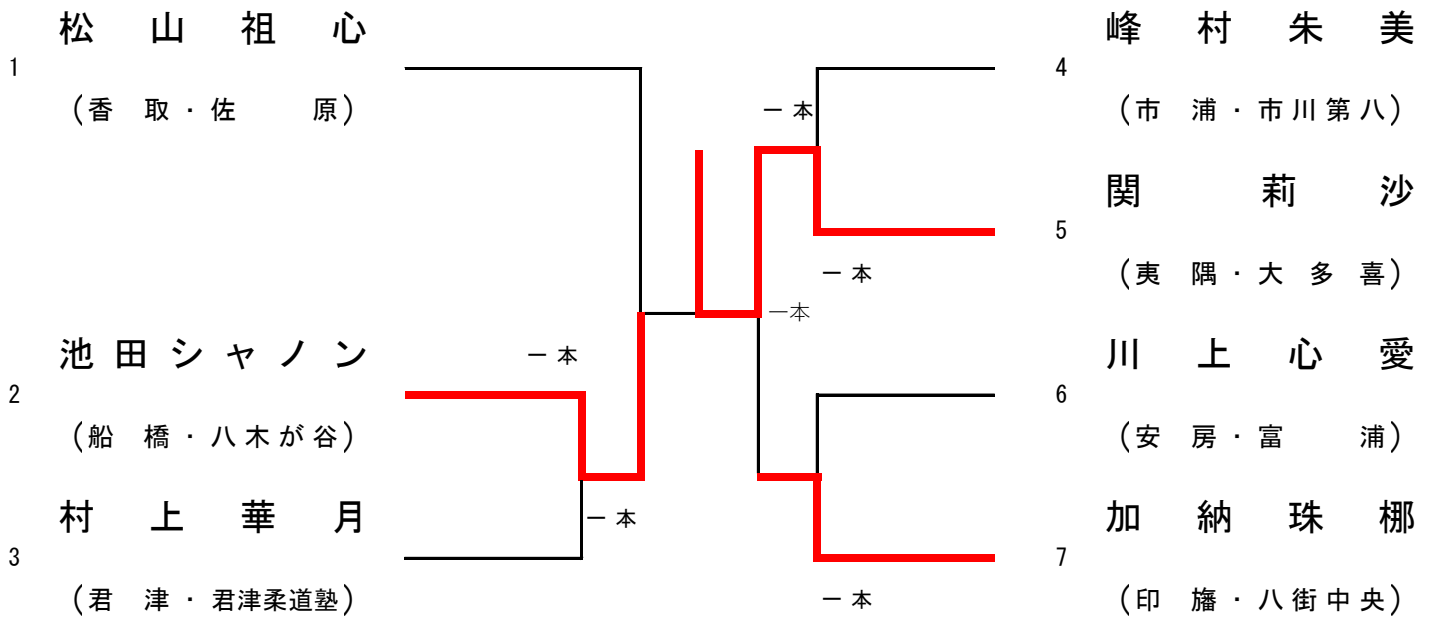 松山祖心
1
(香取・佐原)
池田シャノン
2
(船橋・八木が谷)
一本
村上華月
3
(君津・君津柔道塾)
一本
峰村朱美
4
(市浦・市川第八)
一本
関莉沙
5
(夷隅・大多喜)
一本
一本
川上心愛
6
(安房・富浦)
加納珠梛
7
(印旛・八街中央)
一本